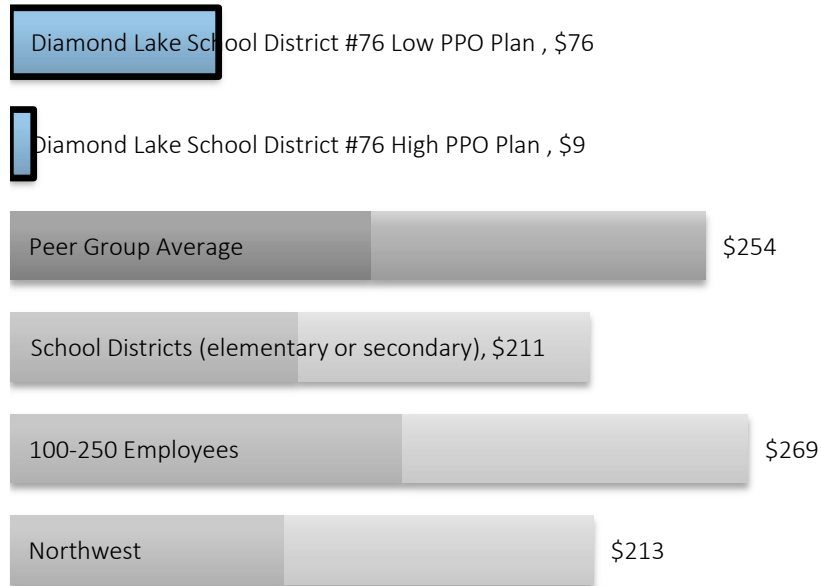 Diamond Lake School District #76 Low PPO Plan , $76
Diamond Lake School District #76 High PPO Plan , $9
Peer Group Average $254
School Districts (elementary or secondary), $211
100-250 Employees $269
Northwest $213